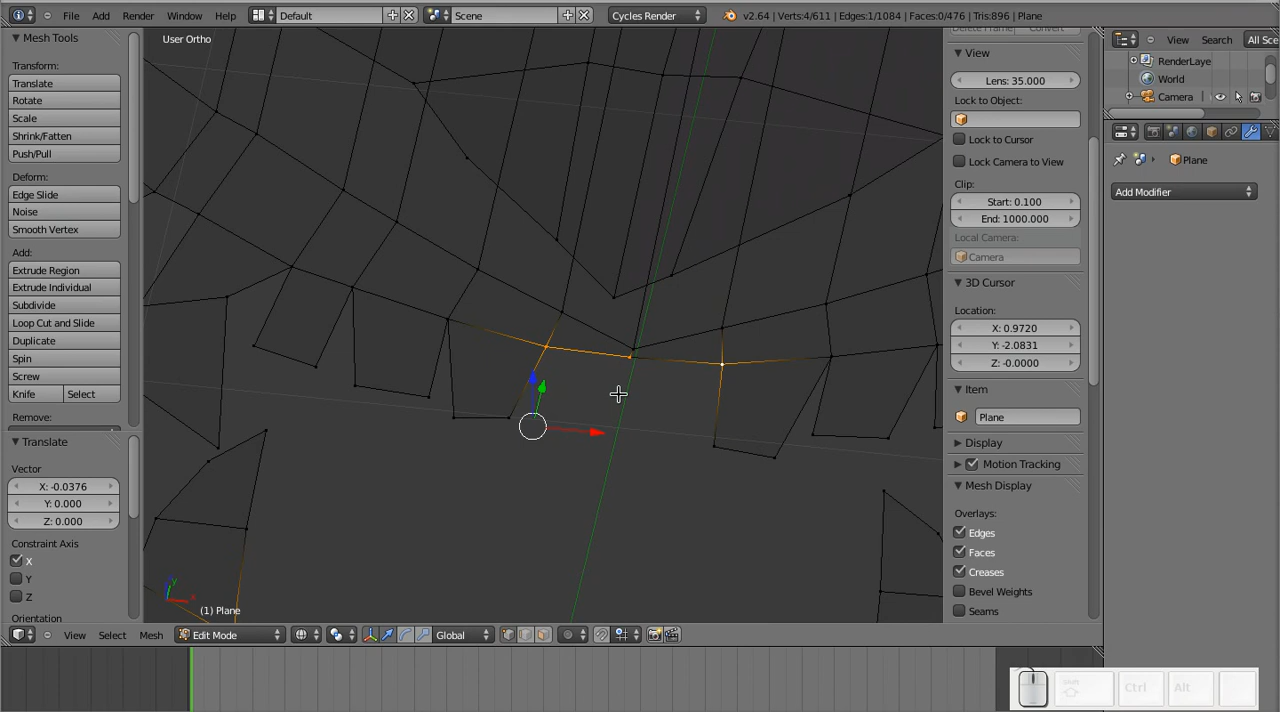 File Add Render Window Help Default Scene Cycles Render v2.64 | Verts:4/611 | Edges:1/1084 | Faces:0/476 | Tris:896 | Plane
Mesh Tools
Transform:
Translate
Rotate
Scale
Shrink/Fatten
Push/Pull
Deform:
Edge Slide
Noise
Smooth Vertex
Add:
Extrude Region
Extrude Individual
Subdivide
Loop Cut and Slide
Duplicate
Spin
Screw
Knife Select
Remove:
Translate
Vector
X: -0.0376
Y: 0.000
Z: 0.000
Constraint Axis
X
Y
Z
Orientation
User Ortho
(1) Plane
View Select Mesh Edit Mode Global
View
Lens: 35.000
Lock to Object:
Lock to Cursor
Lock Camera to View
Clip:
Start: 0.100
End: 1000.000
Local Camera:
Camera
3D Cursor
Location:
X: 0.9720
Y: -2.0831
Z: -0.0000
Item
Plane
Display
Motion Tracking
Mesh Display
Overlays:
Edges
Faces
Creases
Bevel Weights
Seams
View Search All Sce
RenderLaye
World
Camera
Plane
Add Modifier
Ctrl Alt